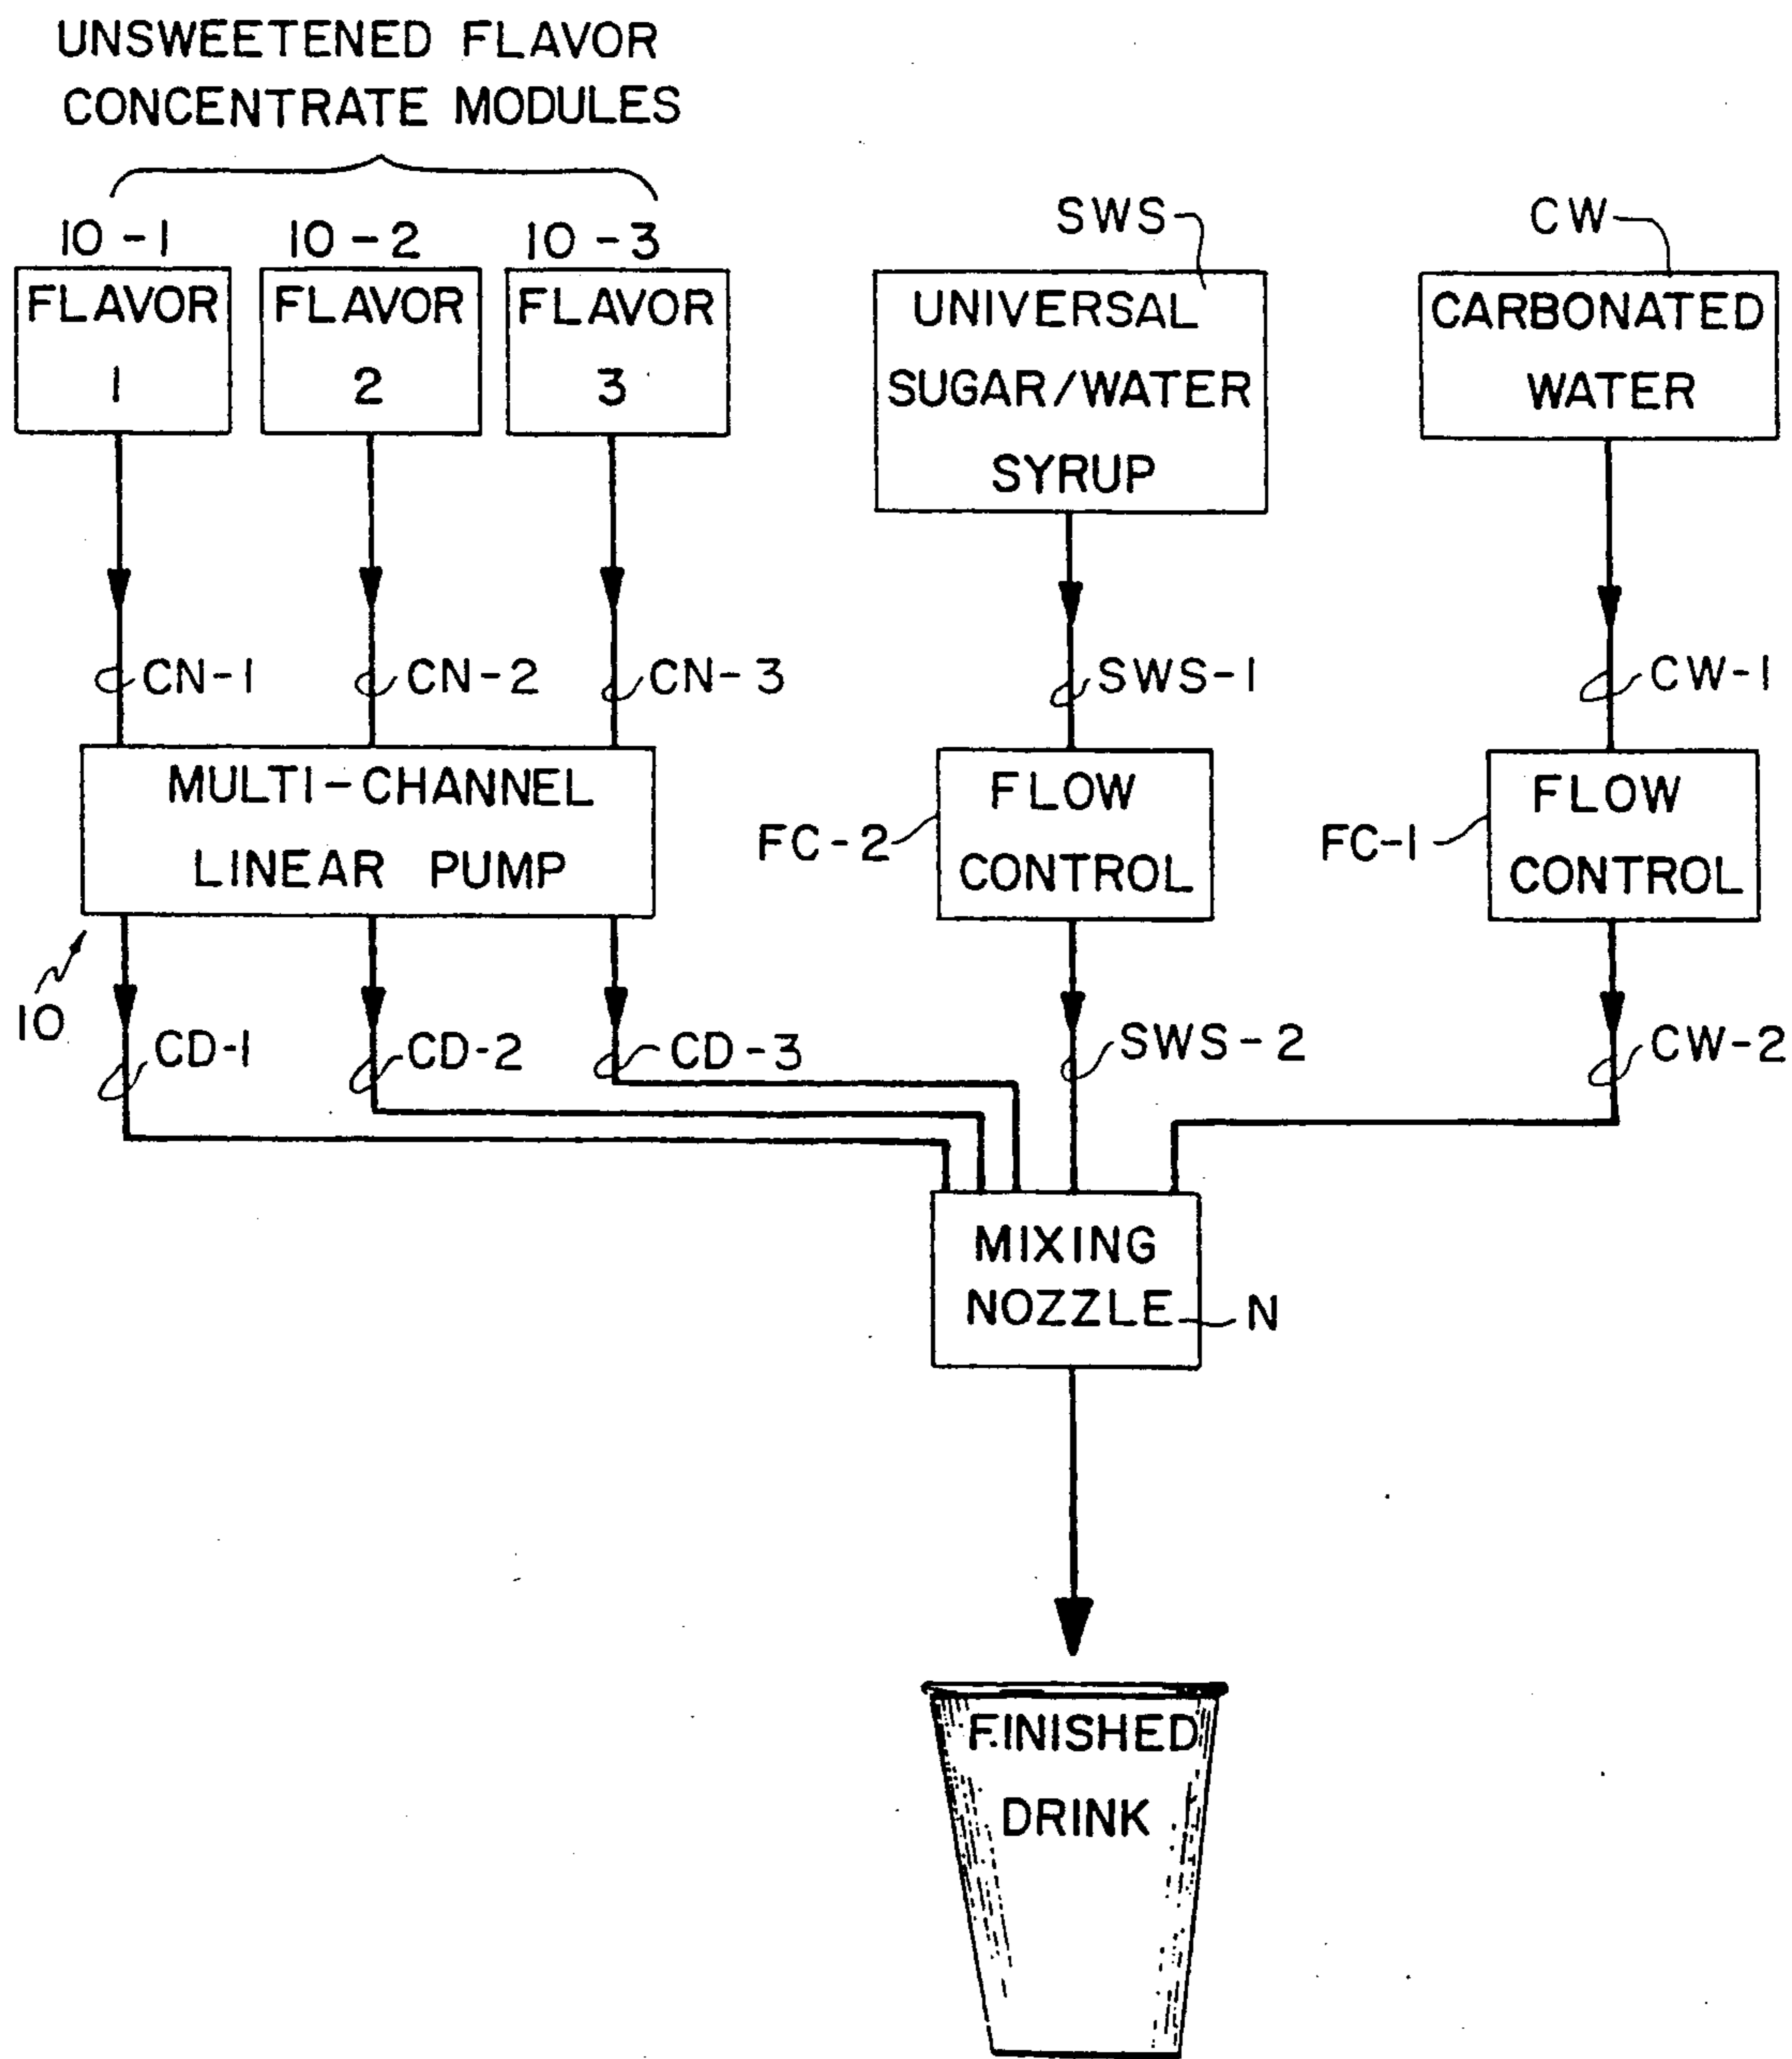 UNSWEETENED FLAVOR
CONCENTRATE MODULES
10-1
10-2
10-3
SWS
CW
FLAVOR
1
FLAVOR
2
FLAVOR
3
UNIVERSAL
SUGAR/WATER
SYRUP
CARBONATED
WATER
CN-1
CN-2
CN-3
SWS-1
CW-1
MULTI-CHANNEL
LINEAR PUMP
FC-2
FLOW
CONTROL
FC-1
FLOW
CONTROL
10
CD-1
CD-2
CD-3
SWS-2
CW-2
MIXING
NOZZLE
N
FINISHED
DRINK